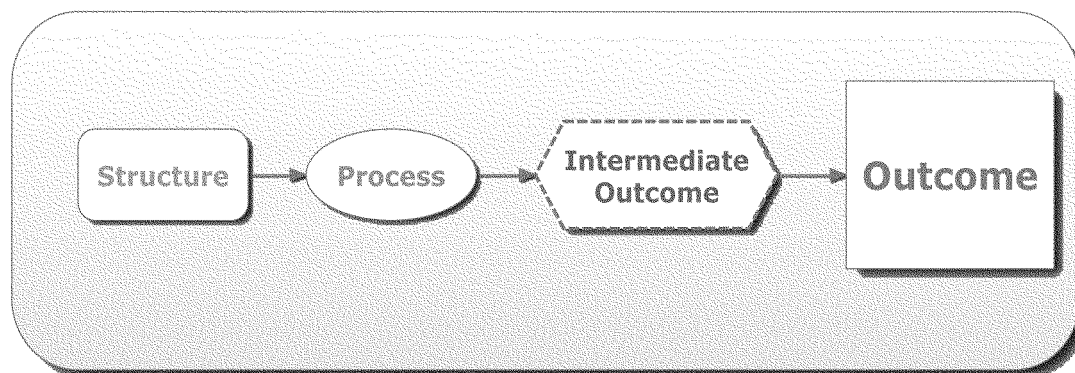 Structure
Process
Intermediate
Outcome
Outcome